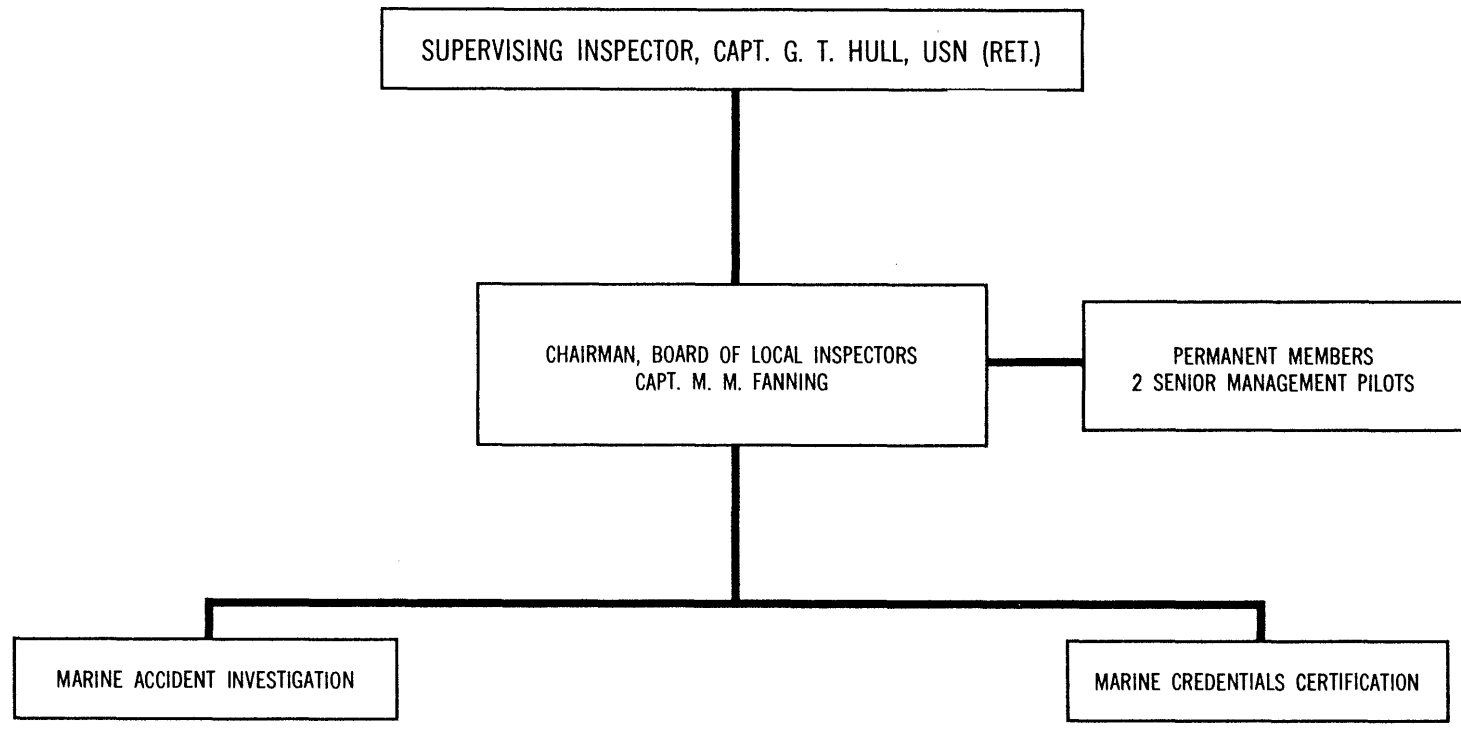 SUPERVISING INSPECTOR, CAPT. G. T. HULL, USN (RET.)
CHAIRMAN, BOARD OF LOCAL INSPECTORS
CAPT. M. M. FANNING
PERMANENT MEMBERS
2 SENIOR MANAGEMENT PILOTS
MARINE ACCIDENT INVESTIGATION
MARINE CREDENTIALS CERTIFICATION